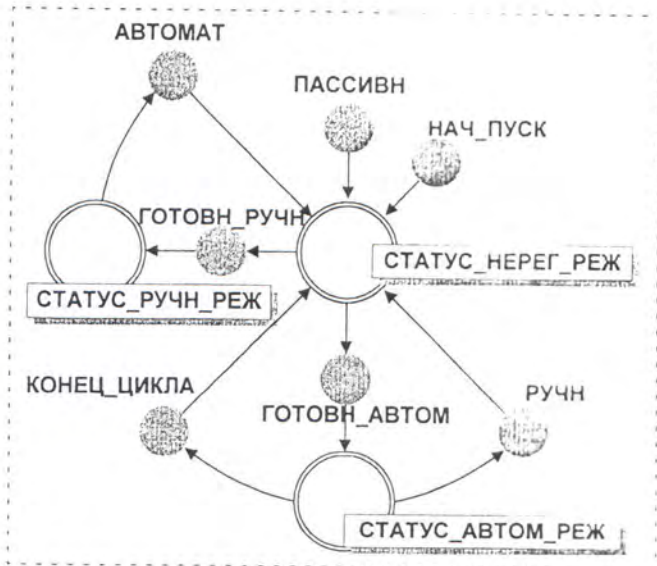 АВТОМАТ
ПАССИВН
НАЧ_ПУСК
ГОТОВН_РУЧН
СТАТУС_НЕРЕГ_РЕЖ
СТАТУС_РУЧН_РЕЖ
КОНЕЦ_ЦИКЛА
РУЧН
ГОТОВН_АВТОМ
СТАТУС_АВТОМ_РЕЖ